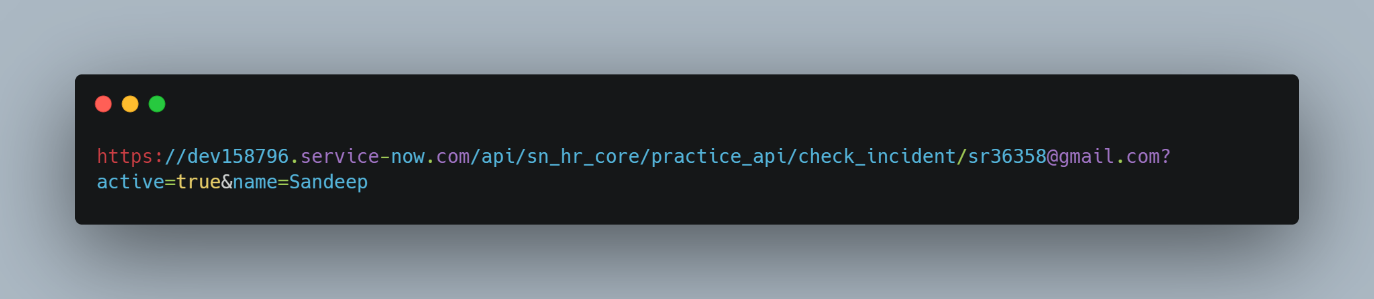 https://dev158796.service-now.com/api/sn_hr_core/practice_api/check_incident/sr36358@gmail.com?
active=true&name=Sandeep